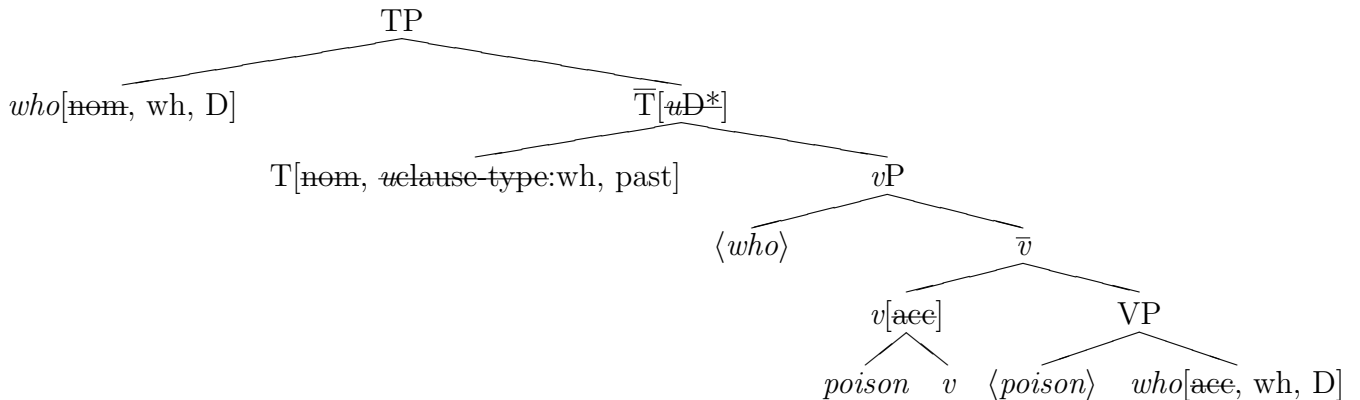 TP
who[nom, wh, D] T̅[uD*]
T[nom, uclause-type:wh, past] vP
⟨who⟩ v̅
v[acc] VP
poison v ⟨poison⟩ who[acc, wh, D]